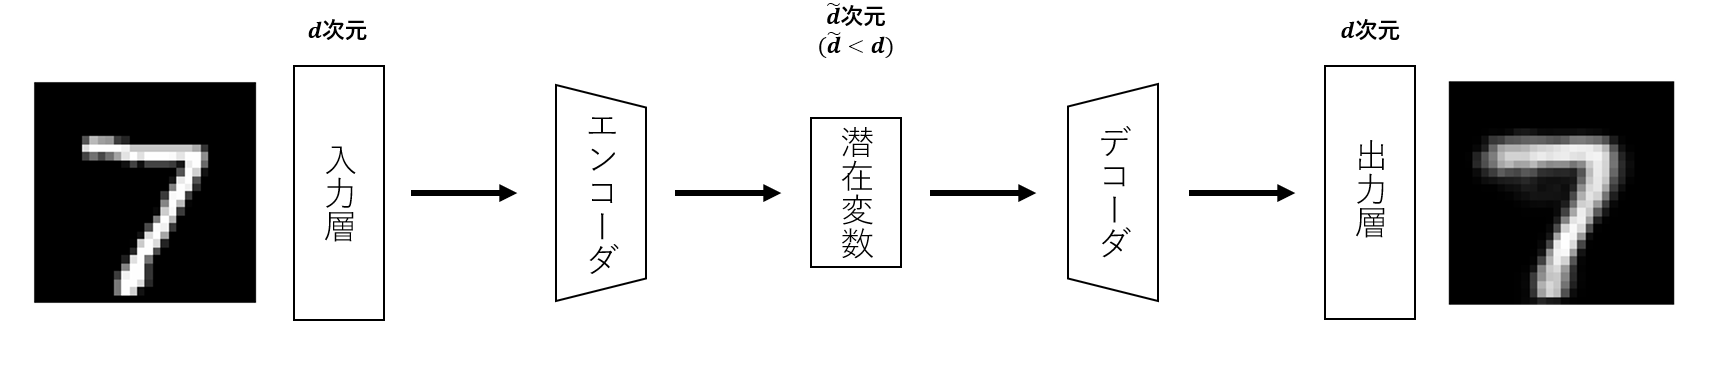 d次元
入力層
エンコーダ
d̃次元
(d̃ < d)
潜在変数
デコーダ
d次元
出力層